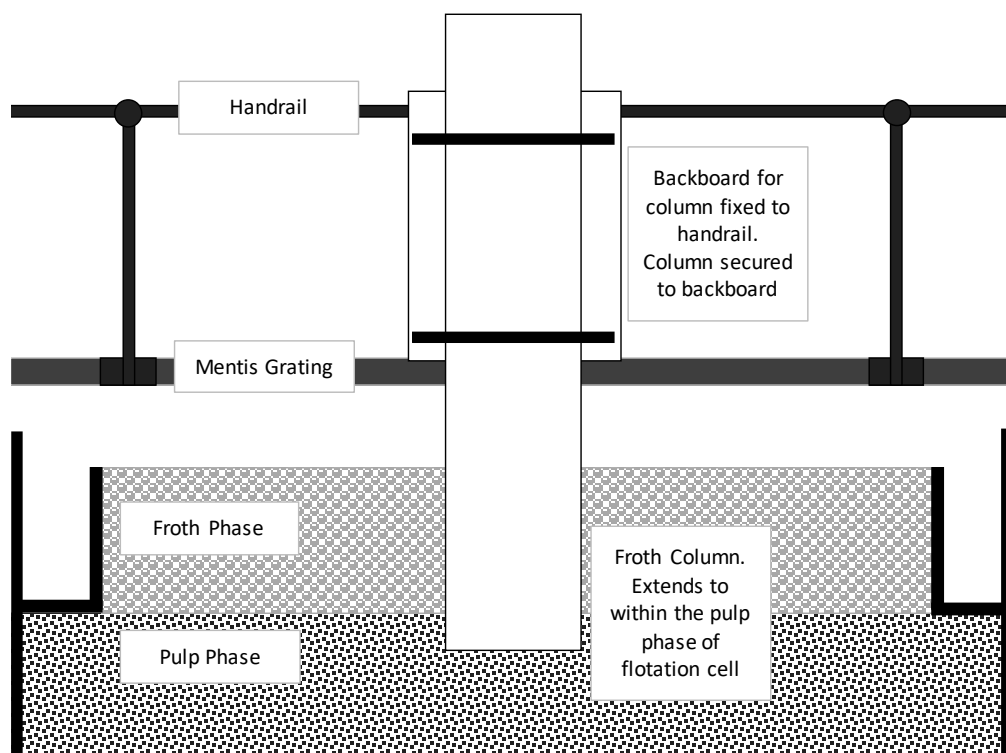 Handrail
Backboard for
column fixed to
handrail.
Column secured
to backboard
Mentis Grating
Froth Phase
Froth Column.
Extends to
within the pulp
phase of
flotation cell
Pulp Phase